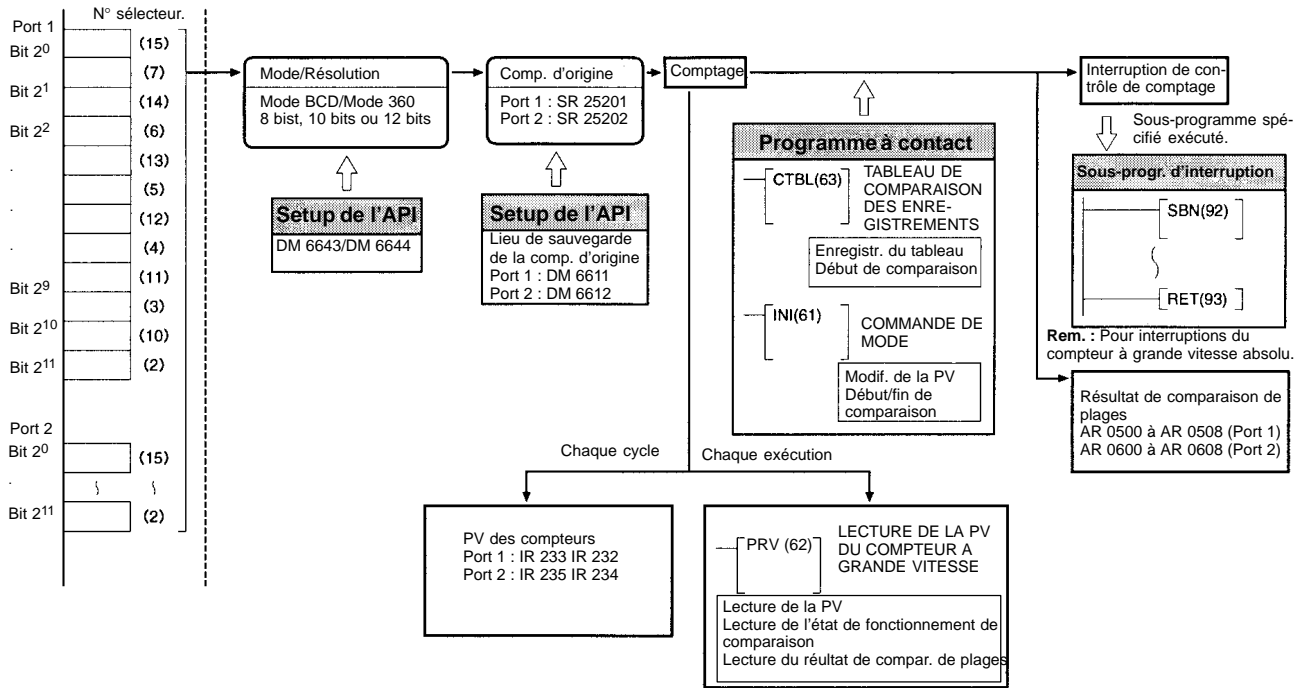 N° sélecteur.
Port 1
Bit 2⁰
(15)
(7)
Bit 2¹
(14)
Bit 2²
(6)
.
(13)
(5)
.
(12)
.
(4)
(11)
Bit 2⁹
(3)
Bit 2¹⁰
(10)
Bit 2¹¹
(2)
Port 2
Bit 2⁰
(15)
.
Bit 2¹¹
(2)
Mode/Résolution
Mode BCD/Mode 360
8 bist, 10 bits ou 12 bits
Setup de l'API
DM 6643/DM 6644
Comp. d'origine
Port 1 : SR 25201
Port 2 : SR 25202
Setup de l'API
Lieu de sauvegarde
de la comp. d'origine
Port 1 : DM 6611
Port 2 : DM 6612
Comptage
Programme à contact
CTBL(63)
TABLEAU DE
COMPARAISON
DES ENRE-
GISTREMENTS
Enregistr. du tableau
Début de comparaison
INI(61)
COMMANDE DE
MODE
Modif. de la PV
Début/fin de
comparaison
Interruption de con-
trôle de comptage
Sous-programme spé-
cifié exécuté.
Sous-progr. d'interruption
SBN(92)
RET(93)
Rem. : Pour interruptions du
compteur à grande vitesse absolu.
Résultat de comparaison de
plages
AR 0500 à AR 0508 (Port 1)
AR 0600 à AR 0608 (Port 2)
Chaque cycle
Chaque exécution
PV des compteurs
Port 1 : IR 233 IR 232
Port 2 : IR 235 IR 234
PRV (62)
LECTURE DE LA PV
DU COMPTEUR A
GRANDE VITESSE
Lecture de la PV
Lecture de l'état de fonctionnement de
comparaison
Lecture du réultat de compar. de plages